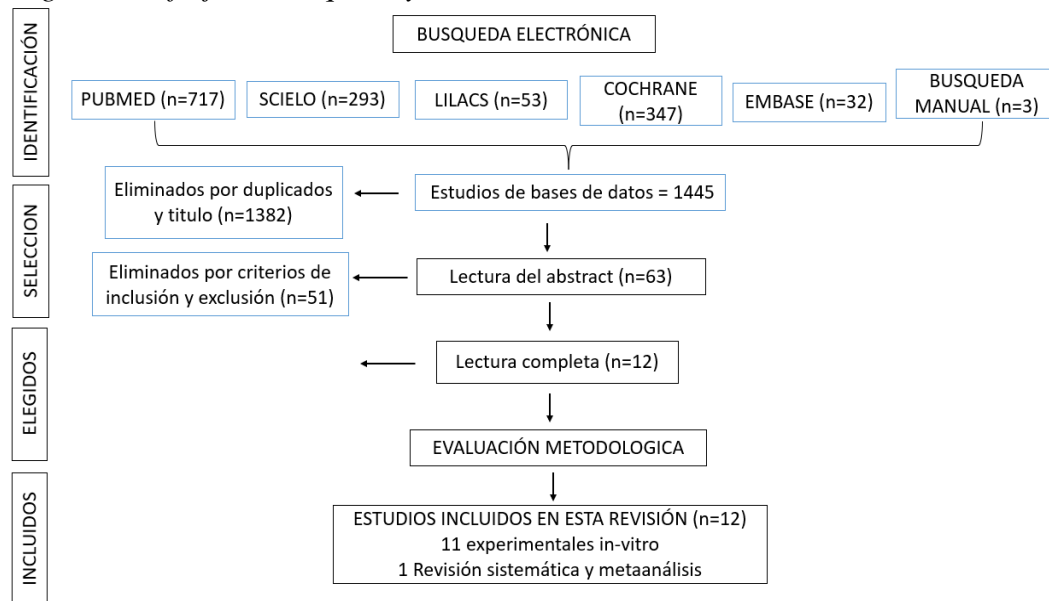 BUSQUEDA ELECTRÓNICA
IDENTIFICACIÓN
PUBMED (n=717)
SCIELO (n=293)
LILACS (n=53)
COCHRANE
(n=347)
EMBASE (n=32)
BUSQUEDA
MANUAL (n=3)
SELECCION
Eliminados por duplicados
y titulo (n=1382)
Estudios de bases de datos = 1445
Eliminados por criterios de
inclusión y exclusión (n=51)
Lectura del abstract (n=63)
ELEGIDOS
Lectura completa (n=12)
EVALUACIÓN METODOLOGICA
INCLUIDOS
ESTUDIOS INCLUIDOS EN ESTA REVISIÓN (n=12)
11 experimentales in-vitro
1 Revisión sistemática y metaanálisis